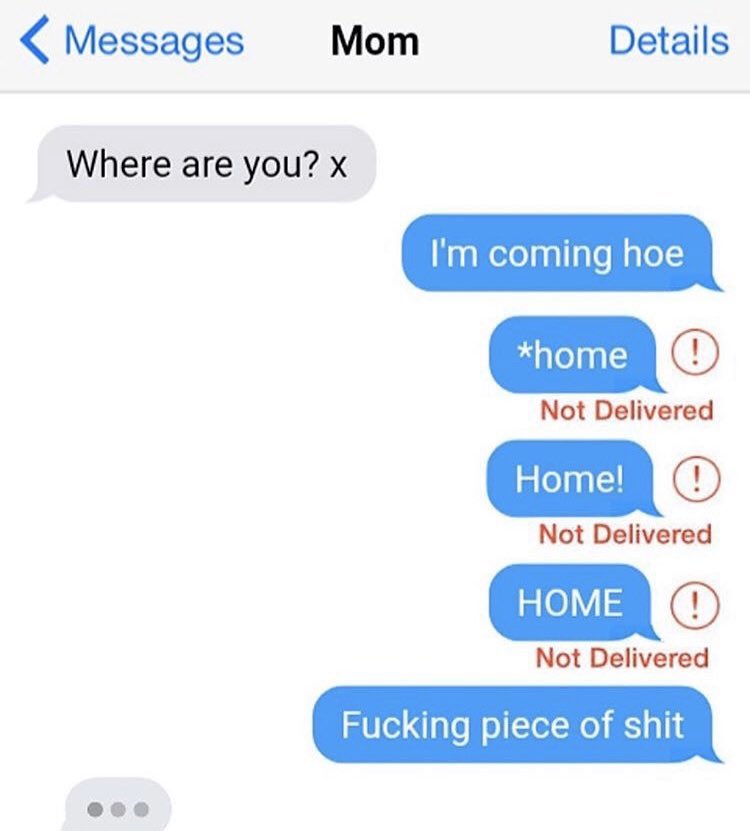 Messages Mom Details
Where are you? x
I'm coming hoe
*home
Not Delivered
Home!
Not Delivered
HOME
Not Delivered
Fucking piece of shit